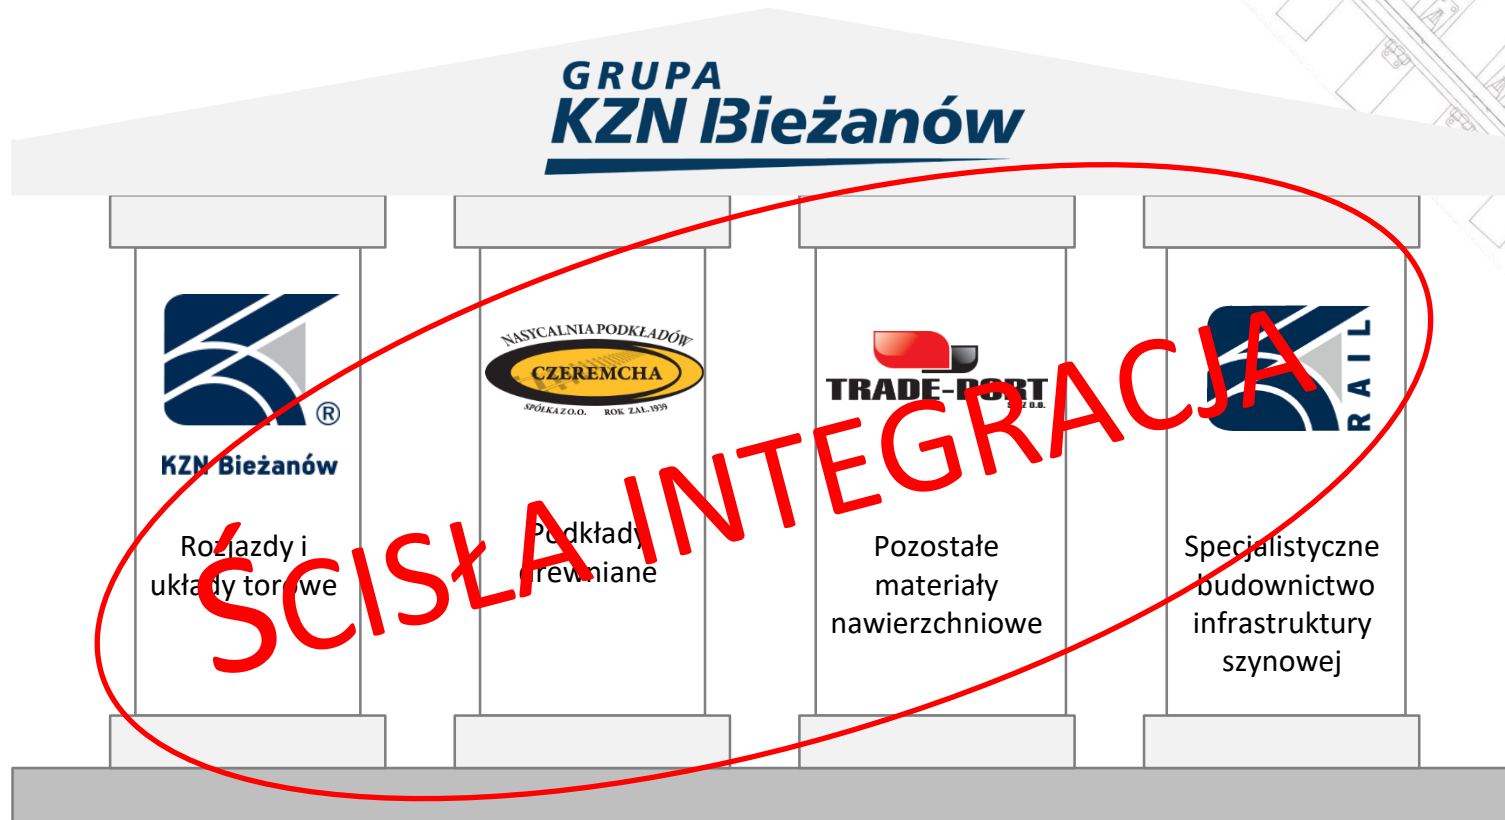 GRUPA
KZN Bieżanów
®
KZN Bieżanów
Rozjazdy i
układy torowe
NASYCALNIA PODKŁADÓW
CZEREMCHA
SPÓŁKA Z O.O. ROK ZAŁ. 1939
Podkłady
drewniane
TRADE-PORT
SP. Z O.O.
Pozostałe
materiały
nawierzchniowe
RAIL
Specjalistyczne
budownictwo
infrastruktury
szynowej
ŚCISŁA INTEGRACJA